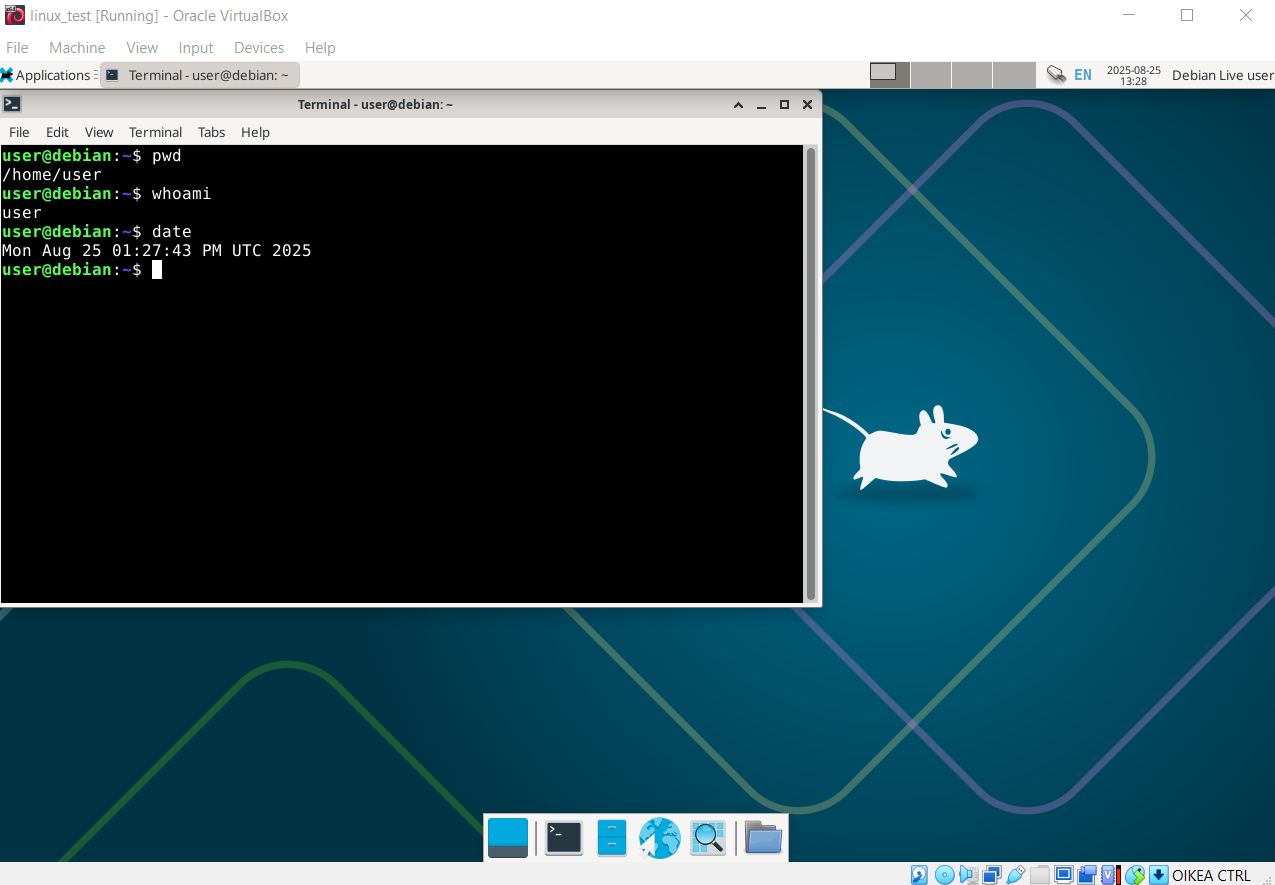 linux_test [Running] - Oracle VirtualBox
File Machine View Input Devices Help
Applications Terminal - user@debian: ~ EN 2025-08-25 Debian Live user
13:28
Terminal - user@debian: ~
File Edit View Terminal Tabs Help
user@debian:~$ pwd
/home/user
user@debian:~$ whoami
user
user@debian:~$ date
Mon Aug 25 01:27:43 PM UTC 2025
user@debian:~$
OIKEA CTRL